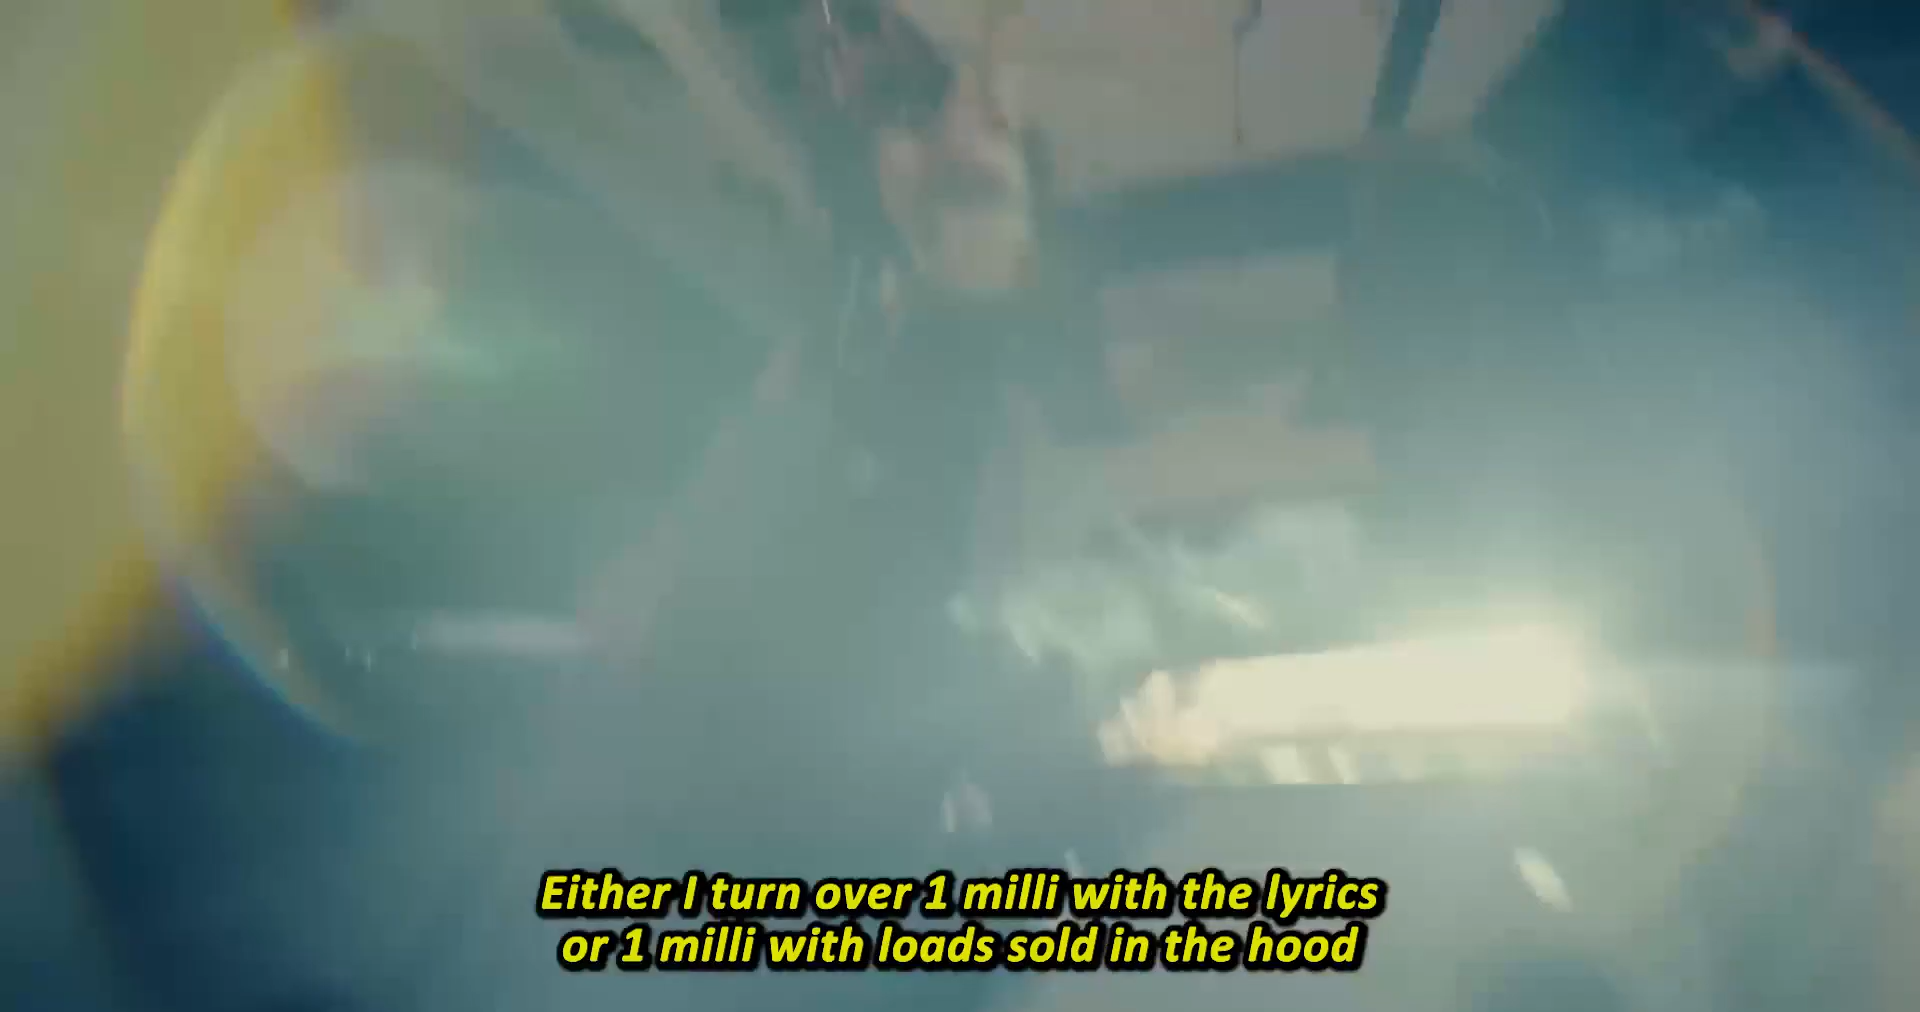 Either I turn over 1 milli with the lyrics
or 1 milli with loads sold in the hood